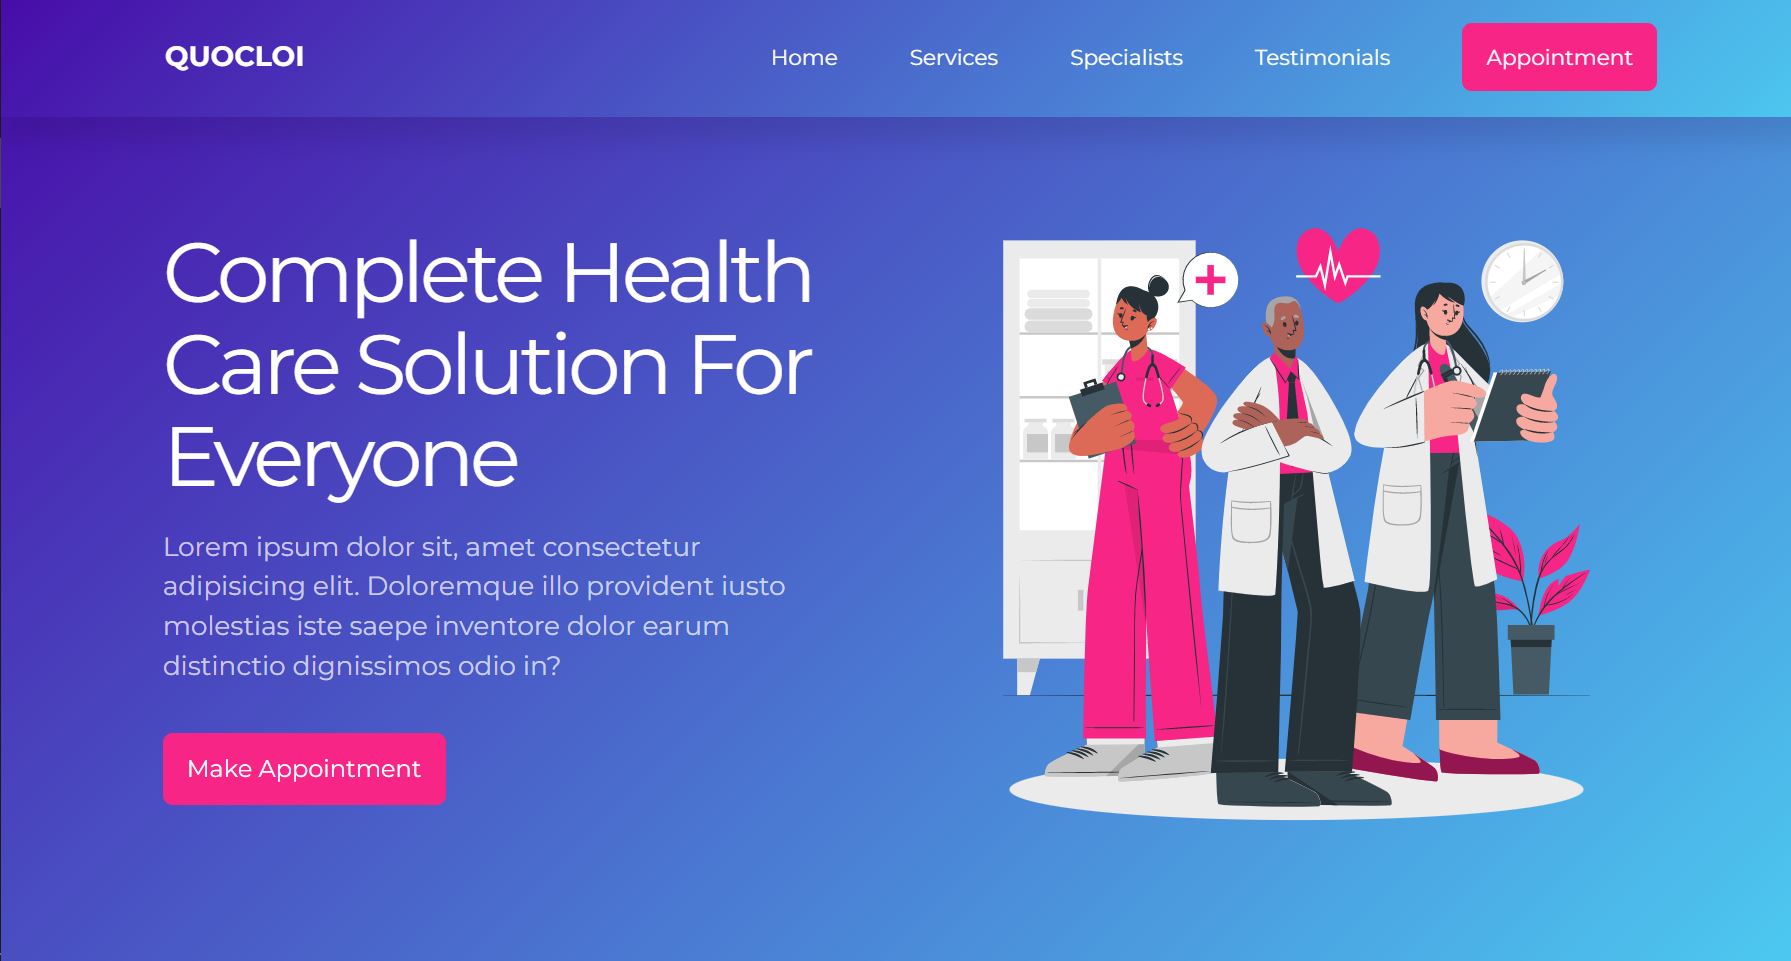 QUOCLOI
Home
Services
Specialists
Testimonials
Appointment
Complete Health
Care Solution For
Everyone
Lorem ipsum dolor sit, amet consectetur
adipisicing elit. Doloremque illo provident iusto
molestias iste saepe inventore dolor earum
distinctio dignissimos odio in?
Make Appointment